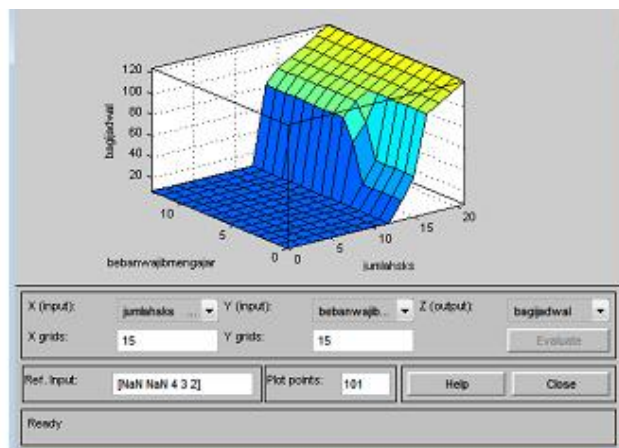 120
100
80
60
40
20
bagijadwal
10
5
0
bebanwajibmengajar
0
5
10
15
20
jumlahsks
X (input): jumlahsks ... Y (input): bebanwajib... Z (output): bagijadwal
X grids: 15 Y grids: 15 Evaluate
Ref. Input: [NaN NaN 4 3 2] Plot points: 101 Help Close
Ready